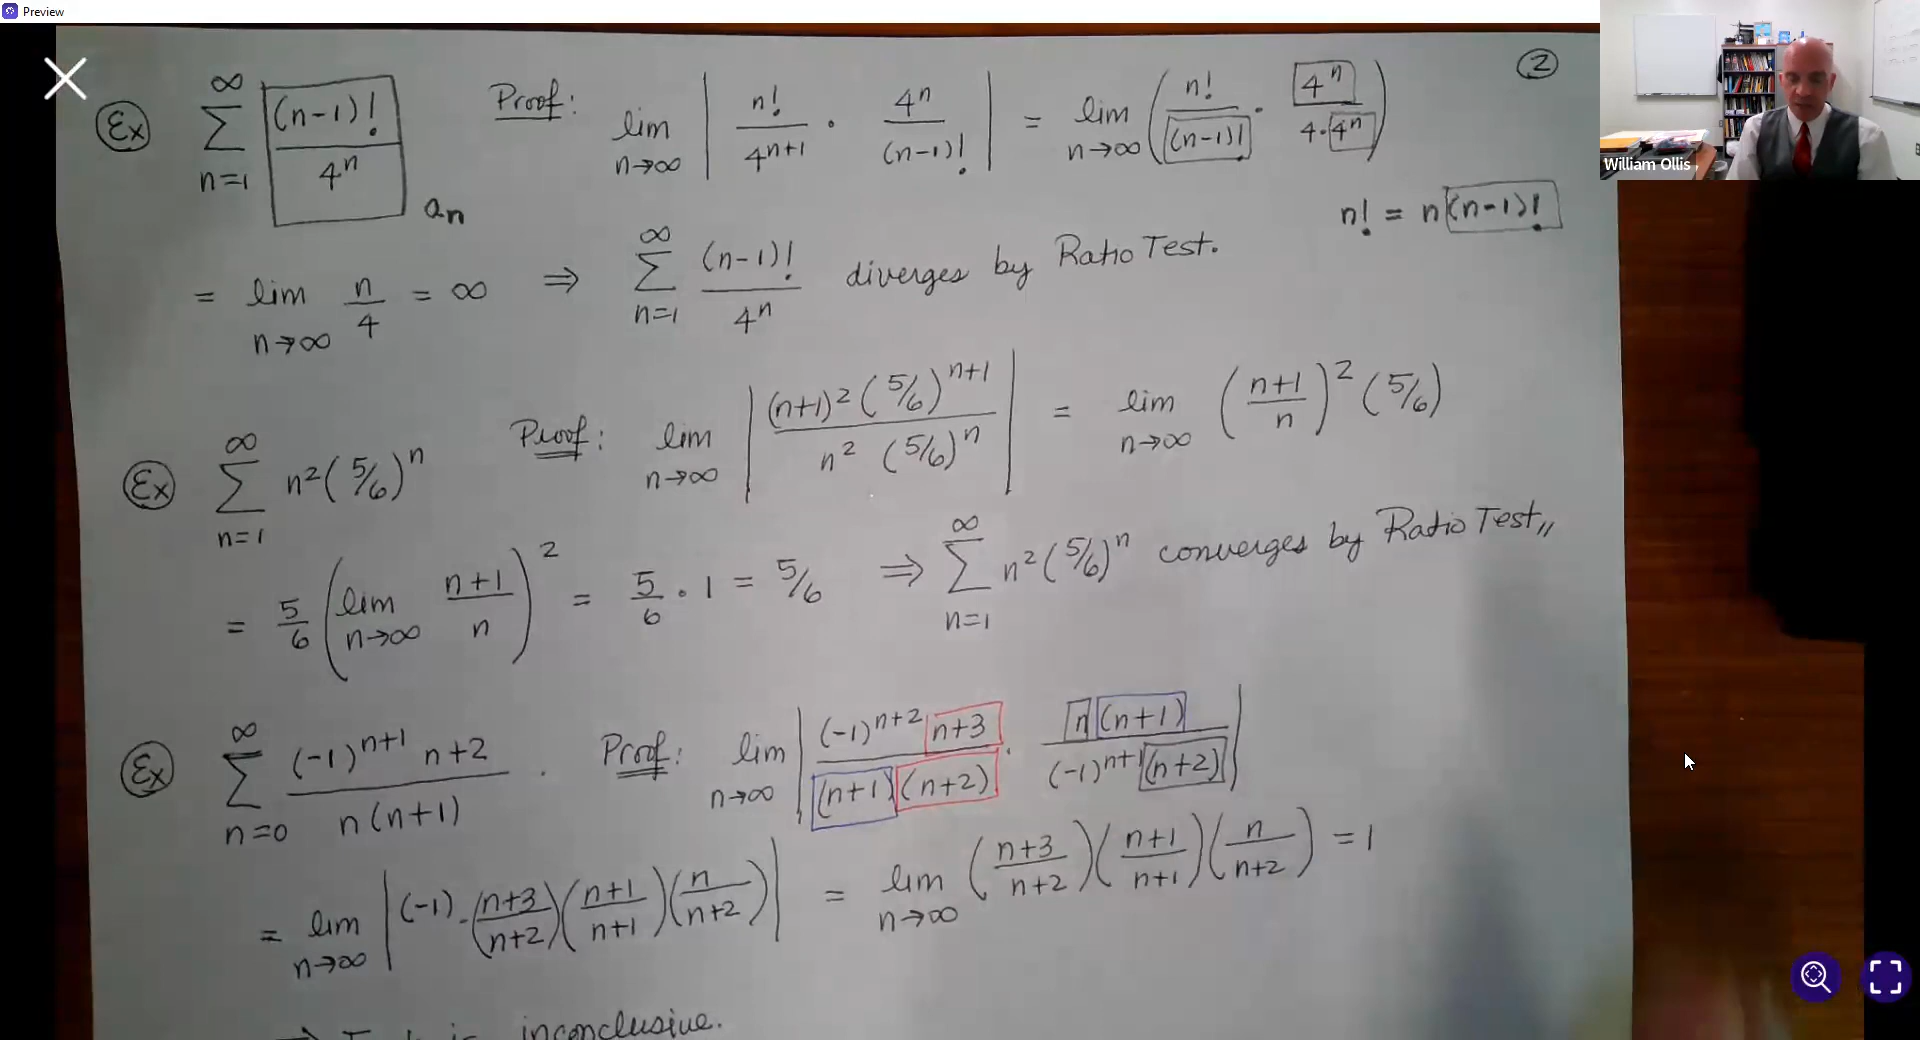 Preview
②
Ex ∑_{n=1}^{∞} (n-1)!/4^n a_n Proof: lim_{n→∞} | n!/4^{n+1} · 4^n/(n-1)! | = lim_{n→∞} ( n!/(n-1)! · 4^n/(4·4^n) )
William Ollis
n! = n(n-1)!
= lim_{n→∞} n/4 = ∞ ⇒ ∑_{n=1}^{∞} (n-1)!/4^n diverges by Ratio Test.
Ex ∑_{n=1}^{∞} n²(5/6)^n Proof: lim_{n→∞} | (n+1)²(5/6)^{n+1} / n²(5/6)^n | = lim_{n→∞} ((n+1)/n)² (5/6)
= 5/6 ( lim_{n→∞} (n+1)/n )² = 5/6 · 1 = 5/6 ⇒ ∑_{n=1}^{∞} n²(5/6)^n converges by Ratio Test,,
Ex ∑_{n=0}^{∞} (-1)^{n+1} n+2 / n(n+1) . Proof: lim_{n→∞} | (-1)^{n+2} n+3 / (n+1)(n+2) · n(n+1) / (-1)^{n+1}(n+2) |
= lim_{n→∞} | (-1) · ((n+3)/(n+2)) ((n+1)/(n+1)) (n/(n+2)) | = lim_{n→∞} ((n+3)/(n+2)) ((n+1)/(n+1)) (n/(n+2)) = 1
⇒ inconclusive.